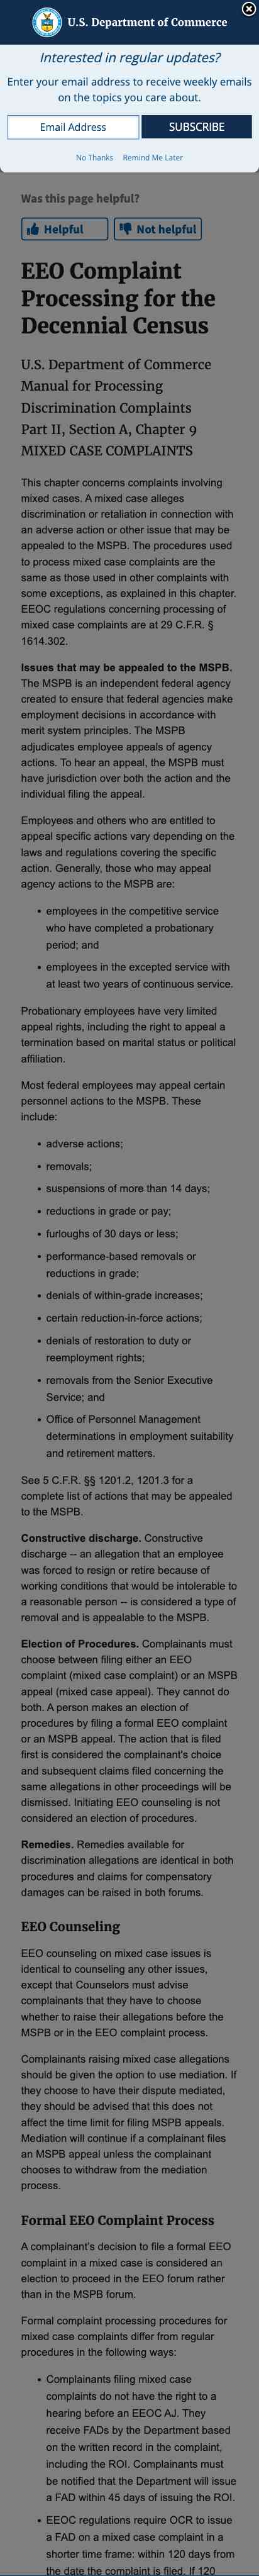 U.S. Department of Commerce
Interested in regular updates?
Enter your email address to receive weekly emails
on the topics you care about.
Email Address
SUBSCRIBE
No Thanks Remind Me Later
Was this page helpful?
Helpful
Not helpful
EEO Complaint
Processing for the
Decennial Census
U.S. Department of Commerce
Manual for Processing
Discrimination Complaints
Part II, Section A, Chapter 9
MIXED CASE COMPLAINTS
This chapter concerns complaints involving
mixed cases. A mixed case alleges
discrimination or retaliation in connection with
an adverse action or other issue that may be
appealed to the MSPB. The procedures used
to process mixed case complaints are the
same as those used in other complaints with
some exceptions, as explained in this chapter.
EEOC regulations concerning processing of
mixed case complaints are at 29 C.F.R. §
1614.302.
Issues that may be appealed to the MSPB.
The MSPB is an independent federal agency
created to ensure that federal agencies make
employment decisions in accordance with
merit system principles. The MSPB
adjudicates employee appeals of agency
actions. To hear an appeal, the MSPB must
have jurisdiction over both the action and the
individual filing the appeal.
Employees and others who are entitled to
appeal specific actions vary depending on the
laws and regulations covering the specific
action. Generally, those who may appeal
agency actions to the MSPB are:
• employees in the competitive service
who have completed a probationary
period; and
• employees in the excepted service with
at least two years of continuous service.
Probationary employees have very limited
appeal rights, including the right to appeal a
termination based on marital status or political
affiliation.
Most federal employees may appeal certain
personnel actions to the MSPB. These
include:
• adverse actions;
• removals;
• suspensions of more than 14 days;
• reductions in grade or pay;
• furloughs of 30 days or less;
• performance-based removals or
reductions in grade;
• denials of within-grade increases;
• certain reduction-in-force actions;
• denials of restoration to duty or
reemployment rights;
• removals from the Senior Executive
Service; and
• Office of Personnel Management
determinations in employment suitability
and retirement matters.
See 5 C.F.R. §§ 1201.2, 1201.3 for a
complete list of actions that may be appealed
to the MSPB.
Constructive discharge. Constructive
discharge -- an allegation that an employee
was forced to resign or retire because of
working conditions that would be intolerable to
a reasonable person -- is considered a type of
removal and is appealable to the MSPB.
Election of Procedures. Complainants must
choose between filing either an EEO
complaint (mixed case complaint) or an MSPB
appeal (mixed case appeal). They cannot do
both. A person makes an election of
procedures by filing a formal EEO complaint
or an MSPB appeal. The action that is filed
first is considered the complainant's choice
and subsequent claims filed concerning the
same allegations in other proceedings will be
dismissed. Initiating EEO counseling is not
considered an election of procedures.
Remedies. Remedies available for
discrimination allegations are identical in both
procedures and claims for compensatory
damages can be raised in both forums.
EEO Counseling
EEO counseling on mixed case issues is
identical to counseling any other issues,
except that Counselors must advise
complainants that they have to choose
whether to raise their allegations before the
MSPB or in the EEO complaint process.
Complainants raising mixed case allegations
should be given the option to use mediation. If
they choose to have their dispute mediated,
they should be advised that this does not
affect the time limit for filing MSPB appeals.
Mediation will continue if a complainant files
an MSPB appeal unless the complainant
chooses to withdraw from the mediation
process.
Formal EEO Complaint Process
A complainant's decision to file a formal EEO
complaint in a mixed case is considered an
election to proceed in the EEO forum rather
than in the MSPB forum.
Formal complaint processing procedures for
mixed case complaints differ from regular
procedures in the following ways:
• Complainants filing mixed case
complaints do not have the right to a
hearing before an EEOC AJ. They
receive FADs by the Department based
on the written record in the complaint,
including the ROI. Complainants must
be notified that the Department will issue
a FAD within 45 days of issuing the ROI.
• EEOC regulations require OCR to issue
a FAD on a mixed case complaint in a
shorter time frame: within 120 days from
the date the complaint is filed. If 120